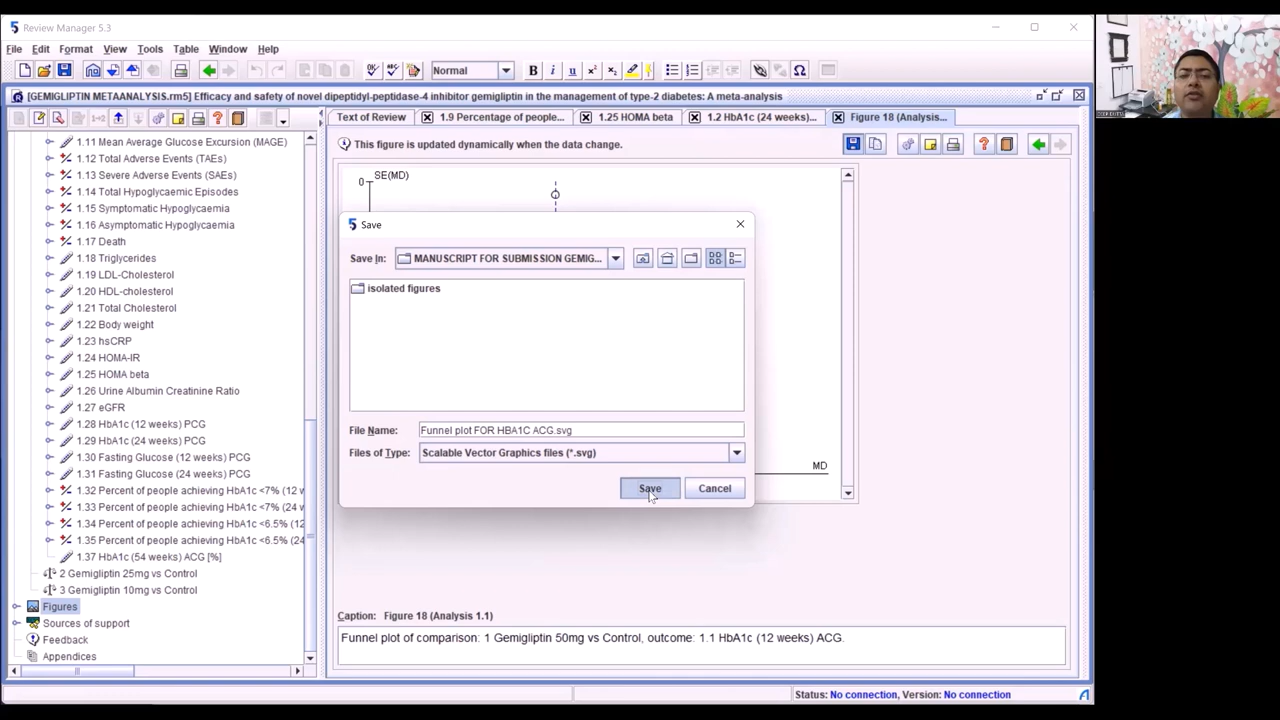 Review Manager 5.3
File Edit Format View Tools Table Window Help
Normal
[GEMIGLIPTIN METAANALYSIS.rm5] Efficacy and safety of novel dipeptidyl-peptidase-4 inhibitor gemigliptin in the management of type-2 diabetes: A meta-analysis
Text of Review 1.9 Percentage of people... 1.25 HOMA beta 1.2 HbA1c (24 weeks)... Figure 18 (Analysis...
This figure is updated dynamically when the data change.
1.11 Mean Average Glucose Excursion (MAGE)
1.12 Total Adverse Events (TAEs)
1.13 Severe Adverse Events (SAEs)
1.14 Total Hypoglycaemic Episodes
1.15 Symptomatic Hypoglycaemia
1.16 Asymptomatic Hypoglycaemia
1.17 Death
1.18 Triglycerides
1.19 LDL-Cholesterol
1.20 HDL-cholesterol
1.21 Total Cholesterol
1.22 Body weight
1.23 hsCRP
1.24 HOMA-IR
1.25 HOMA beta
1.26 Urine Albumin Creatinine Ratio
1.27 eGFR
1.28 HbA1c (12 weeks) PCG
1.29 HbA1c (24 weeks) PCG
1.30 Fasting Glucose (12 weeks) PCG
1.31 Fasting Glucose (24 weeks) PCG
1.32 Percent of people achieving HbA1c <7% (12 w
1.33 Percent of people achieving HbA1c <7% (24 w
1.34 Percent of people achieving HbA1c <6.5% (12
1.35 Percent of people achieving HbA1c <6.5% (24
1.37 HbA1c (54 weeks) ACG [%]
2 Gemigliptin 25mg vs Control
3 Gemigliptin 10mg vs Control
Figures
Sources of support
Feedback
Appendices
0 SE(MD)
MD
Save
Save In: MANUSCRIPT FOR SUBMISSION GEMIG...
isolated figures
File Name: Funnel plot FOR HBA1C ACG.svg
Files of Type: Scalable Vector Graphics files (*.svg)
Save Cancel
Caption: Figure 18 (Analysis 1.1)
Funnel plot of comparison: 1 Gemigliptin 50mg vs Control, outcome: 1.1 HbA1c (12 weeks) ACG.
Status: No connection, Version: No connection